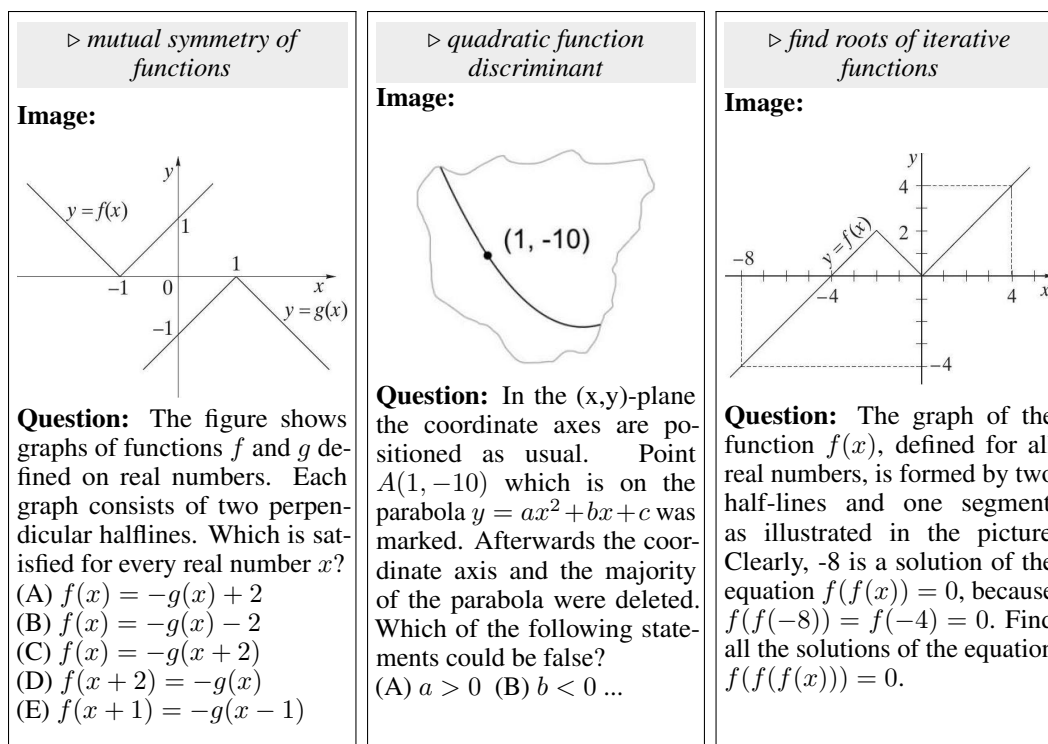 ▷ mutual symmetry of
functions
Image:
y
y = f(x)
1
1
−1
0
x
−1
y = g(x)
Question: The figure shows
graphs of functions f and g de-
fined on real numbers. Each
graph consists of two perpen-
dicular halflines. Which is sat-
isfied for every real number x?
(A) f(x) = −g(x) + 2
(B) f(x) = −g(x) − 2
(C) f(x) = −g(x + 2)
(D) f(x + 2) = −g(x)
(E) f(x + 1) = −g(x − 1)
▷ quadratic function
discriminant
Image:
(1, -10)
Question: In the (x,y)-plane
the coordinate axes are po-
sitioned as usual. Point
A(1, −10) which is on the
parabola y = ax² + bx + c was
marked. Afterwards the coor-
dinate axis and the majority
of the parabola were deleted.
Which of the following state-
ments could be false?
(A) a > 0 (B) b < 0 ...
▷ find roots of iterative
functions
Image:
y
4
y = f(x)
2
−8
−4
4
x
−4
Question: The graph of the
function f(x), defined for all
real numbers, is formed by two
half-lines and one segment
as illustrated in the picture
Clearly, -8 is a solution of the
equation f(f(x)) = 0, because
f(f(−8)) = f(−4) = 0. Find
all the solutions of the equation
f(f(f(x))) = 0.